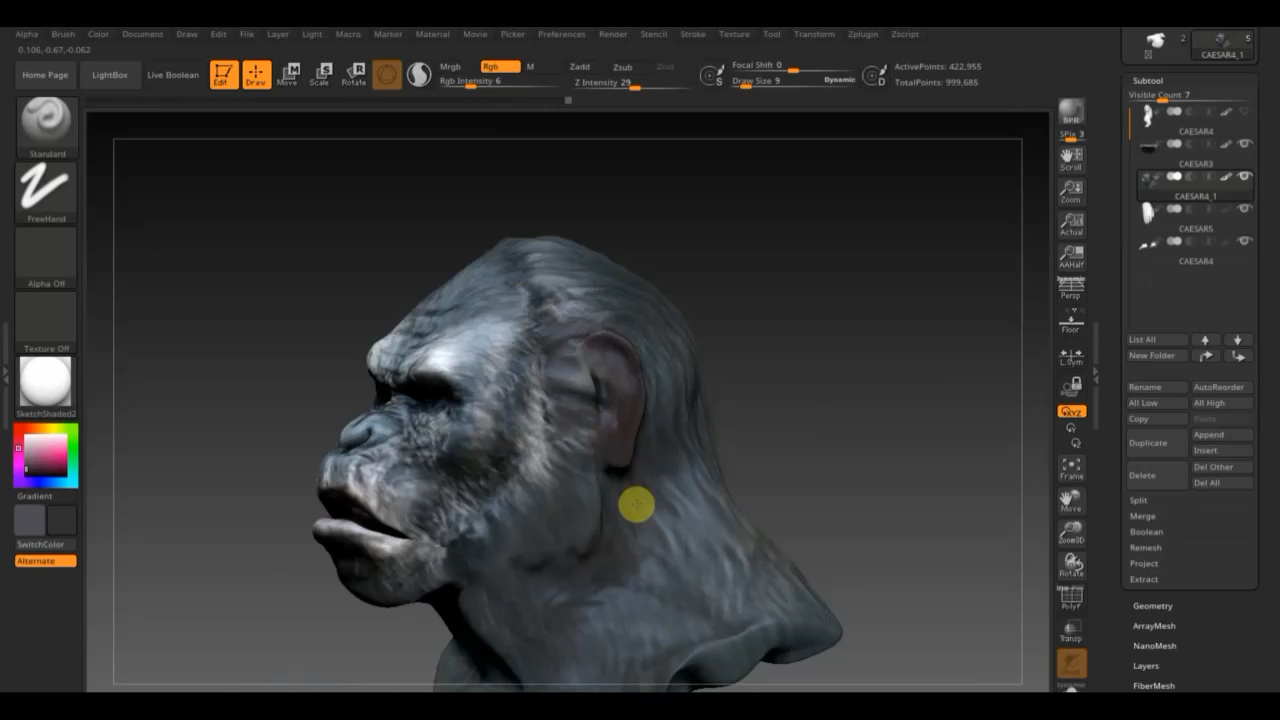 Alpha Brush Color Document Draw Edit File Layer Light Macro Marker Material Movie Picker Preferences Render Stencil Stroke Texture Tool Transform Zplugin Zscript
0.106,-0.67,-0.062
Home Page
LightBox
Live Boolean
Edit
Draw
Move
Scale
Rotate
Mrgb Rgb M
Rgb Intensity 6
Zadd Zsub
Z Intensity 29
Focal Shift 0
Draw Size 9 Dynamic
S
D
ActivePoints: 422,955
TotalPoints: 999,685
Standard
FreeHand
Alpha Off
Texture Off
SketchShaded2
Gradient
SwitchColor
Alternate
BPR
SPix 3
Scroll
Zoom
Actual
AAHalf
Dynamic
Persp
Floor
L.Sym
XYZ
Frame
Move
Zoom3D
Rotate
PolyF
Transp
2
5
CAESAR4_1
Subtool
Visible Count 7
CAESAR4
CAESAR3
CAESAR4_1
CAESAR5
CAESAR4
List All
New Folder
Rename AutoReorder
All Low All High
Copy Paste
Duplicate
Append
Insert
Delete
Del Other
Del All
Split
Merge
Boolean
Remesh
Project
Extract
Geometry
ArrayMesh
NanoMesh
Layers
FiberMesh